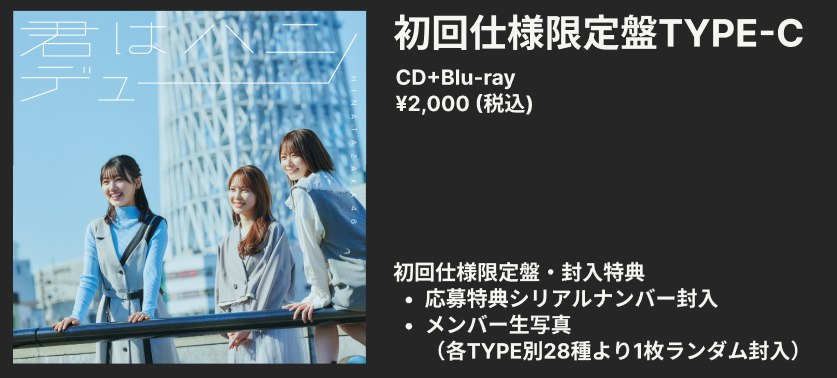 君はハニーデュー
HINATAZAKA46
初回仕様限定盤TYPE-C
CD+Blu-ray
¥2,000 (税込)
初回仕様限定盤・封入特典
• 応募特典シリアルナンバー封入
• メンバー生写真
（各TYPE別28種より1枚ランダム封入）